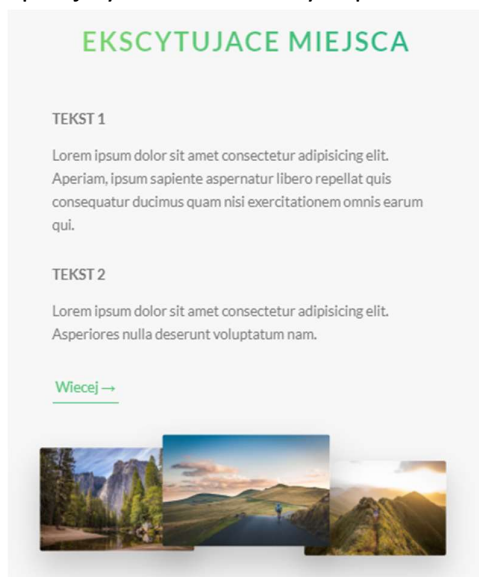 EKSCYTUJACE MIEJSCA
TEKST 1
Lorem ipsum dolor sit amet consectetur adipisicing elit.
Aperiam, ipsum sapiente aspernatur libero repellat quis
consequatur ducimus quam nisi exercitationem omnis earum
qui.
TEKST 2
Lorem ipsum dolor sit amet consectetur adipisicing elit.
Asperiores nulla deserunt voluptatum nam.
Wiecej →